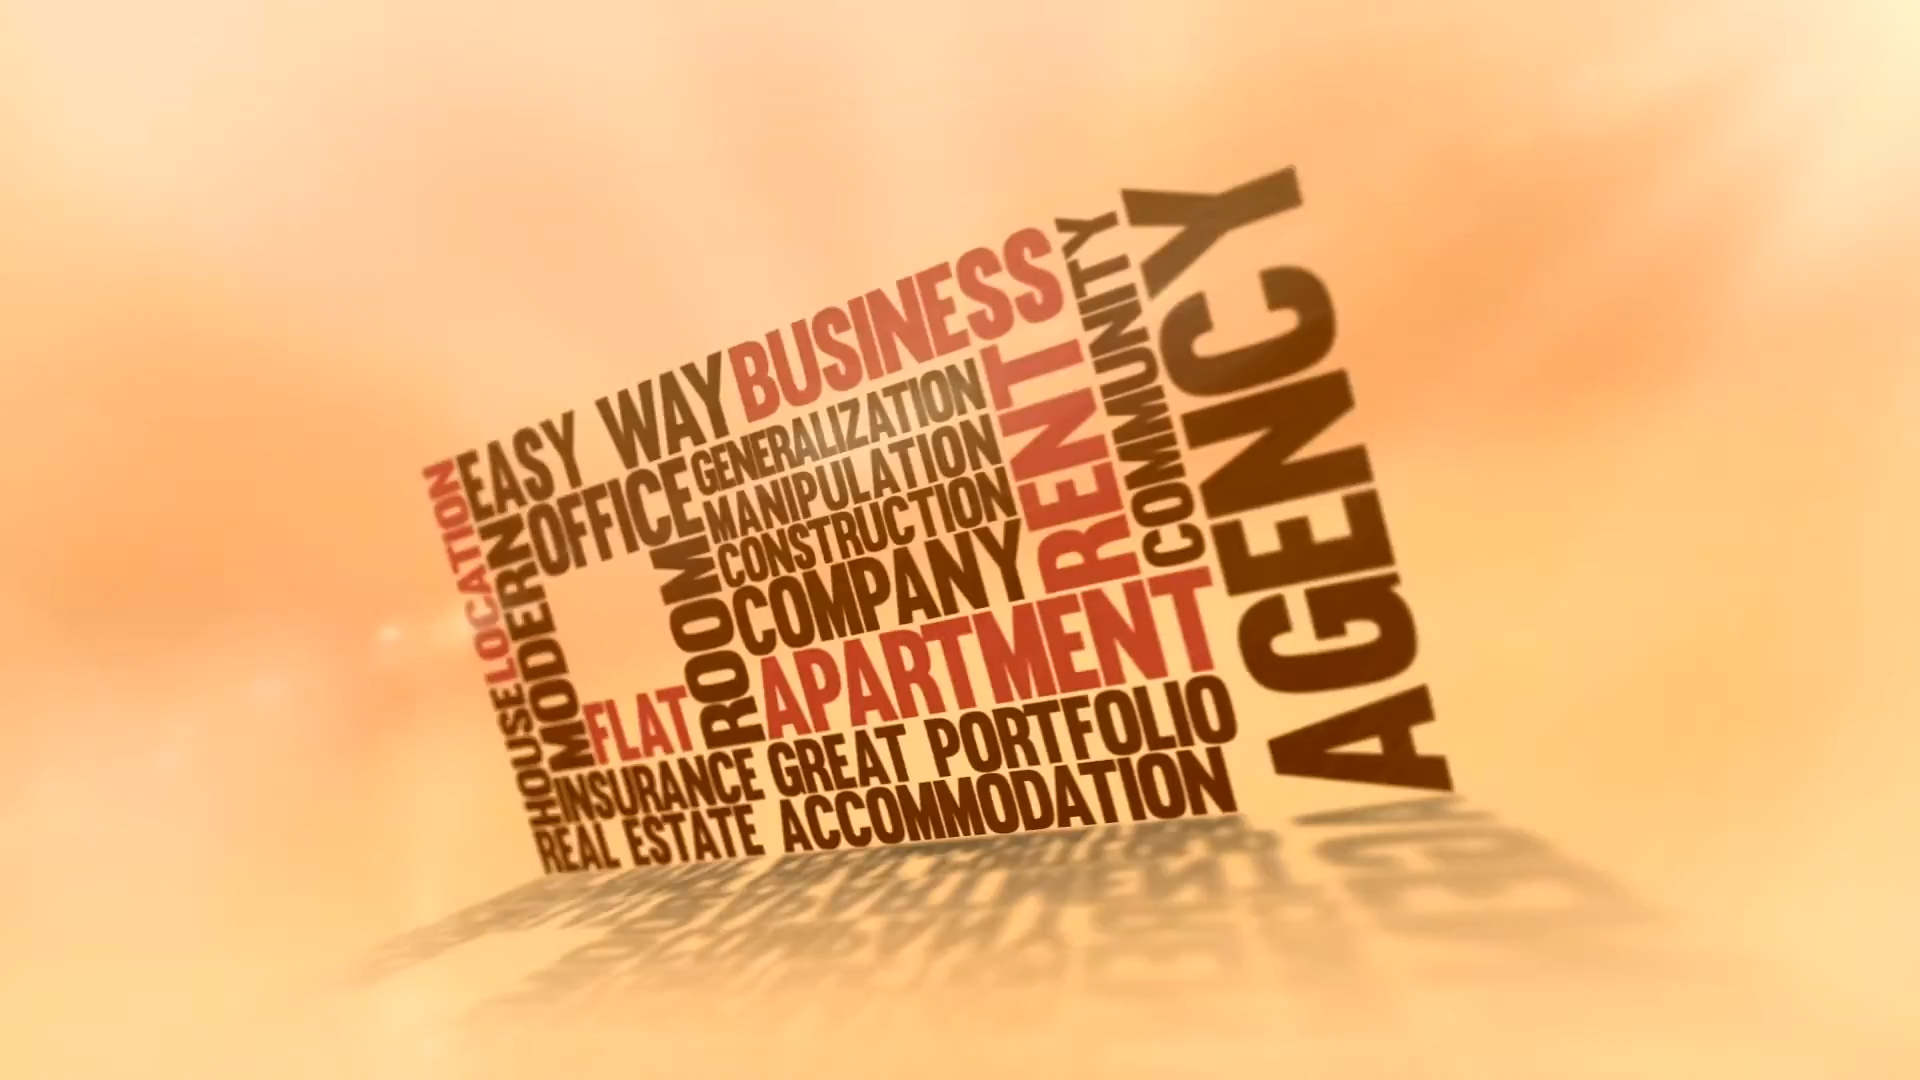 EASY WAY
BUSINESS
OFFICE
GENERALIZATION
MANIPULATION
CONSTRUCTION
COMPANY
RENT
COMMUNITY
AGENCY
LOCATION
MODERN
ROOM
HOUSE
FLAT
APARTMENT
INSURANCE
GREAT PORTFOLIO
REAL ESTATE
ACCOMMODATION